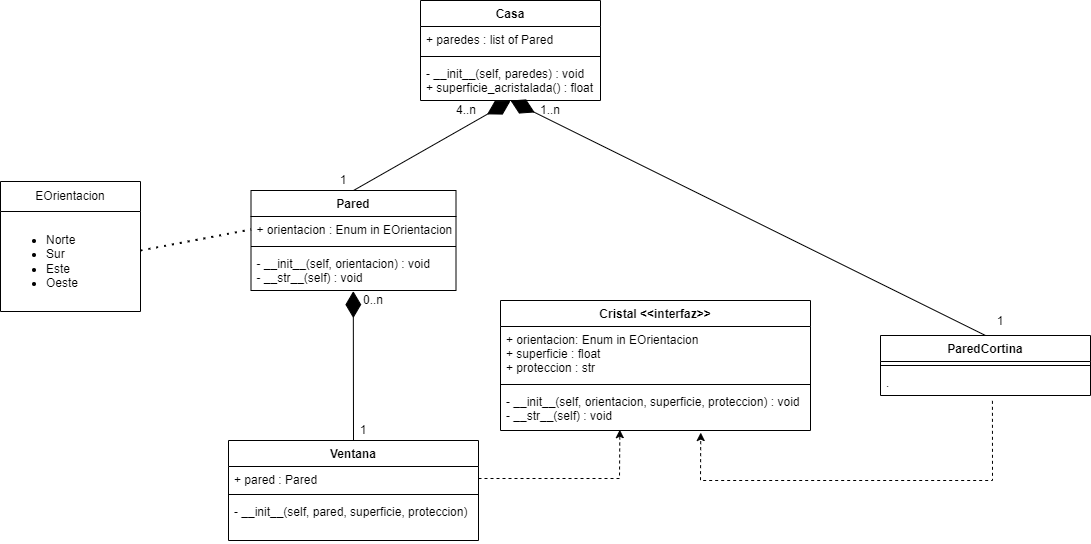 Casa
+ paredes : list of Pared
- __init__(self, paredes) : void
+ superficie_acristalada() : float
4..n
1..n
1
EOrientacion
Norte
Sur
Este
Oeste
Pared
+ orientacion : Enum in EOrientacion
- __init__(self, orientacion) : void
- __str__(self) : void
0..n
1
Cristal <<interfaz>>
+ orientacion: Enum in EOrientacion
+ superficie : float
+ proteccion : str
- __init__(self, orientacion, superficie, proteccion) : void
- __str__(self) : void
1
ParedCortina
.
Ventana
+ pared : Pared
- __init__(self, pared, superficie, proteccion)